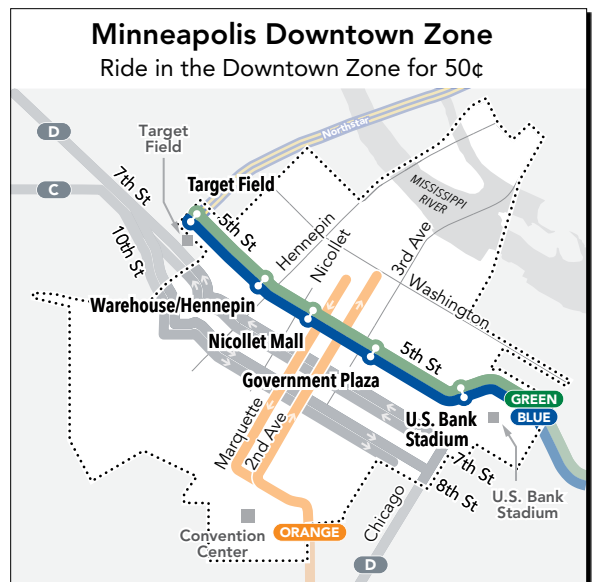 Minneapolis Downtown Zone
Ride in the Downtown Zone for 50¢
D
Target
Field
Northstar
C
7th St
Target Field
MISSISSIPPI
RIVER
5th St
10th St
Hennepin
Nicollet
3rd Ave
Washington
Warehouse/Hennepin
Nicollet Mall
5th St
Government Plaza
GREEN
BLUE
U.S. Bank
Stadium
Marquette
2nd Ave
7th St
8th St
U.S. Bank
Stadium
Chicago
Convention
Center
ORANGE
D